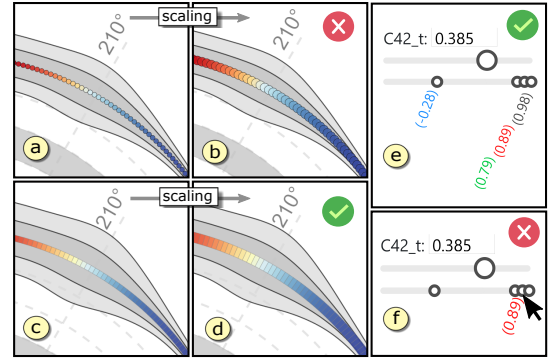 210°
scaling
a
b
C42_t: 0.385
(-0.28)
(0.79)
(0.89)
(0.98)
e
210°
scaling
210°
c
210°
d
C42_t: 0.385
(0.89)
f